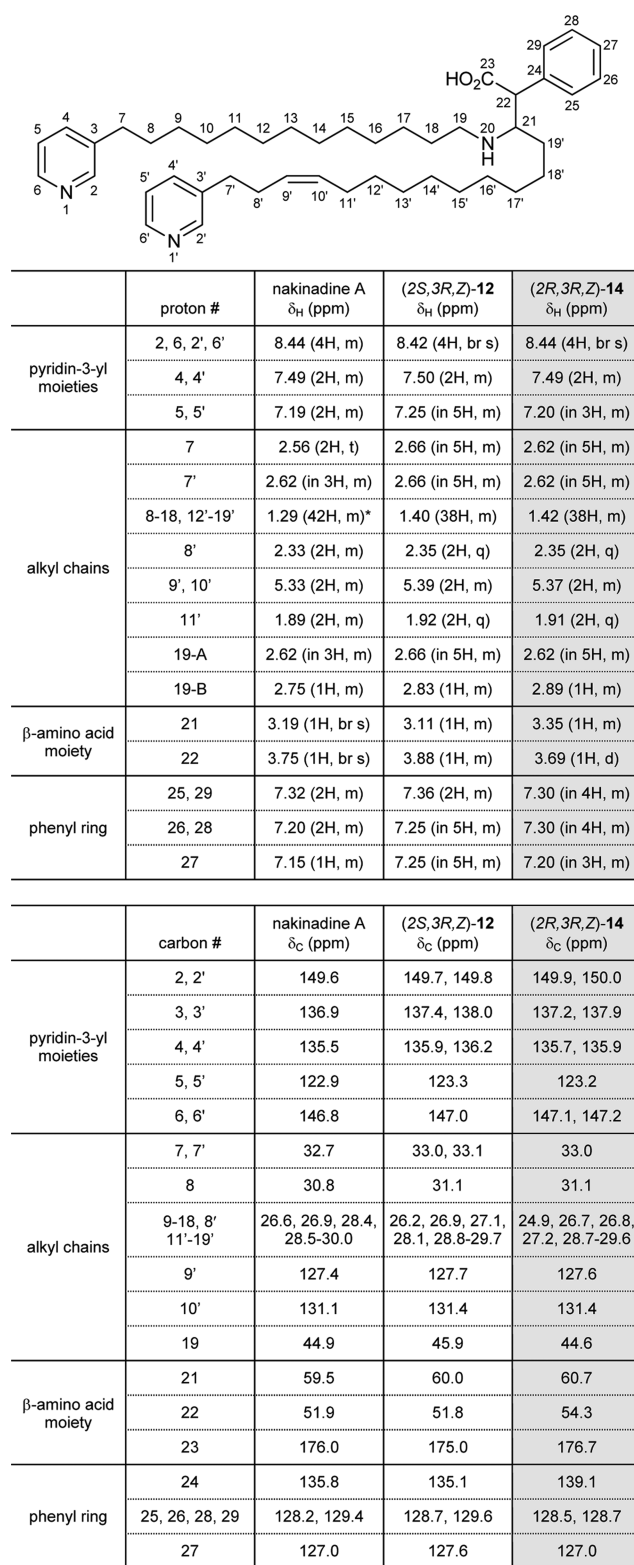 28
29
27
23
HO₂C
24
26
22
25
4
7
9
11
13
15
17
19
20
21
5
3
8
10
12
14
16
18
N
H
19'
6
N
2
1
4'
5'
3'
7'
18'
6'
N
2'
1'
8'
9'
10'
11'
12'
13'
14'
15'
16'
17'
proton # nakinadine A δH (ppm) (2S,3R,Z)-12 δH (ppm) (2R,3R,Z)-14 δH (ppm)
pyridin-3-yl moieties
2, 6, 2', 6' 8.44 (4H, m) 8.42 (4H, br s) 8.44 (4H, br s)
4, 4' 7.49 (2H, m) 7.50 (2H, m) 7.49 (2H, m)
5, 5' 7.19 (2H, m) 7.25 (in 5H, m) 7.20 (in 3H, m)
alkyl chains
7 2.56 (2H, t) 2.66 (in 5H, m) 2.62 (in 5H, m)
7' 2.62 (in 3H, m) 2.66 (in 5H, m) 2.62 (in 5H, m)
8-18, 12'-19' 1.29 (42H, m)* 1.40 (38H, m) 1.42 (38H, m)
8' 2.33 (2H, m) 2.35 (2H, q) 2.35 (2H, q)
9', 10' 5.33 (2H, m) 5.39 (2H, m) 5.37 (2H, m)
11' 1.89 (2H, m) 1.92 (2H, q) 1.91 (2H, q)
19-A 2.62 (in 3H, m) 2.66 (in 5H, m) 2.62 (in 5H, m)
19-B 2.75 (1H, m) 2.83 (1H, m) 2.89 (1H, m)
β-amino acid moiety
21 3.19 (1H, br s) 3.11 (1H, m) 3.35 (1H, m)
22 3.75 (1H, br s) 3.88 (1H, m) 3.69 (1H, d)
phenyl ring
25, 29 7.32 (2H, m) 7.36 (2H, m) 7.30 (in 4H, m)
26, 28 7.20 (2H, m) 7.25 (in 5H, m) 7.30 (in 4H, m)
27 7.15 (1H, m) 7.25 (in 5H, m) 7.20 (in 3H, m)
carbon # nakinadine A δC (ppm) (2S,3R,Z)-12 δC (ppm) (2R,3R,Z)-14 δC (ppm)
pyridin-3-yl moieties
2, 2' 149.6 149.7, 149.8 149.9, 150.0
3, 3' 136.9 137.4, 138.0 137.2, 137.9
4, 4' 135.5 135.9, 136.2 135.7, 135.9
5, 5' 122.9 123.3 123.2
6, 6' 146.8 147.0 147.1, 147.2
alkyl chains
7, 7' 32.7 33.0, 33.1 33.0
8 30.8 31.1 31.1
9-18, 8' 26.6, 26.9, 28.4, 26.2, 26.9, 27.1, 24.9, 26.7, 26.8,
11'-19' 28.5-30.0 28.1, 28.8-29.7 27.2, 28.7-29.6
9' 127.4 127.7 127.6
10' 131.1 131.4 131.4
19 44.9 45.9 44.6
β-amino acid moiety
21 59.5 60.0 60.7
22 51.9 51.8 54.3
23 176.0 175.0 176.7
phenyl ring
24 135.8 135.1 139.1
25, 26, 28, 29 128.2, 129.4 128.7, 129.6 128.5, 128.7
27 127.0 127.6 127.0